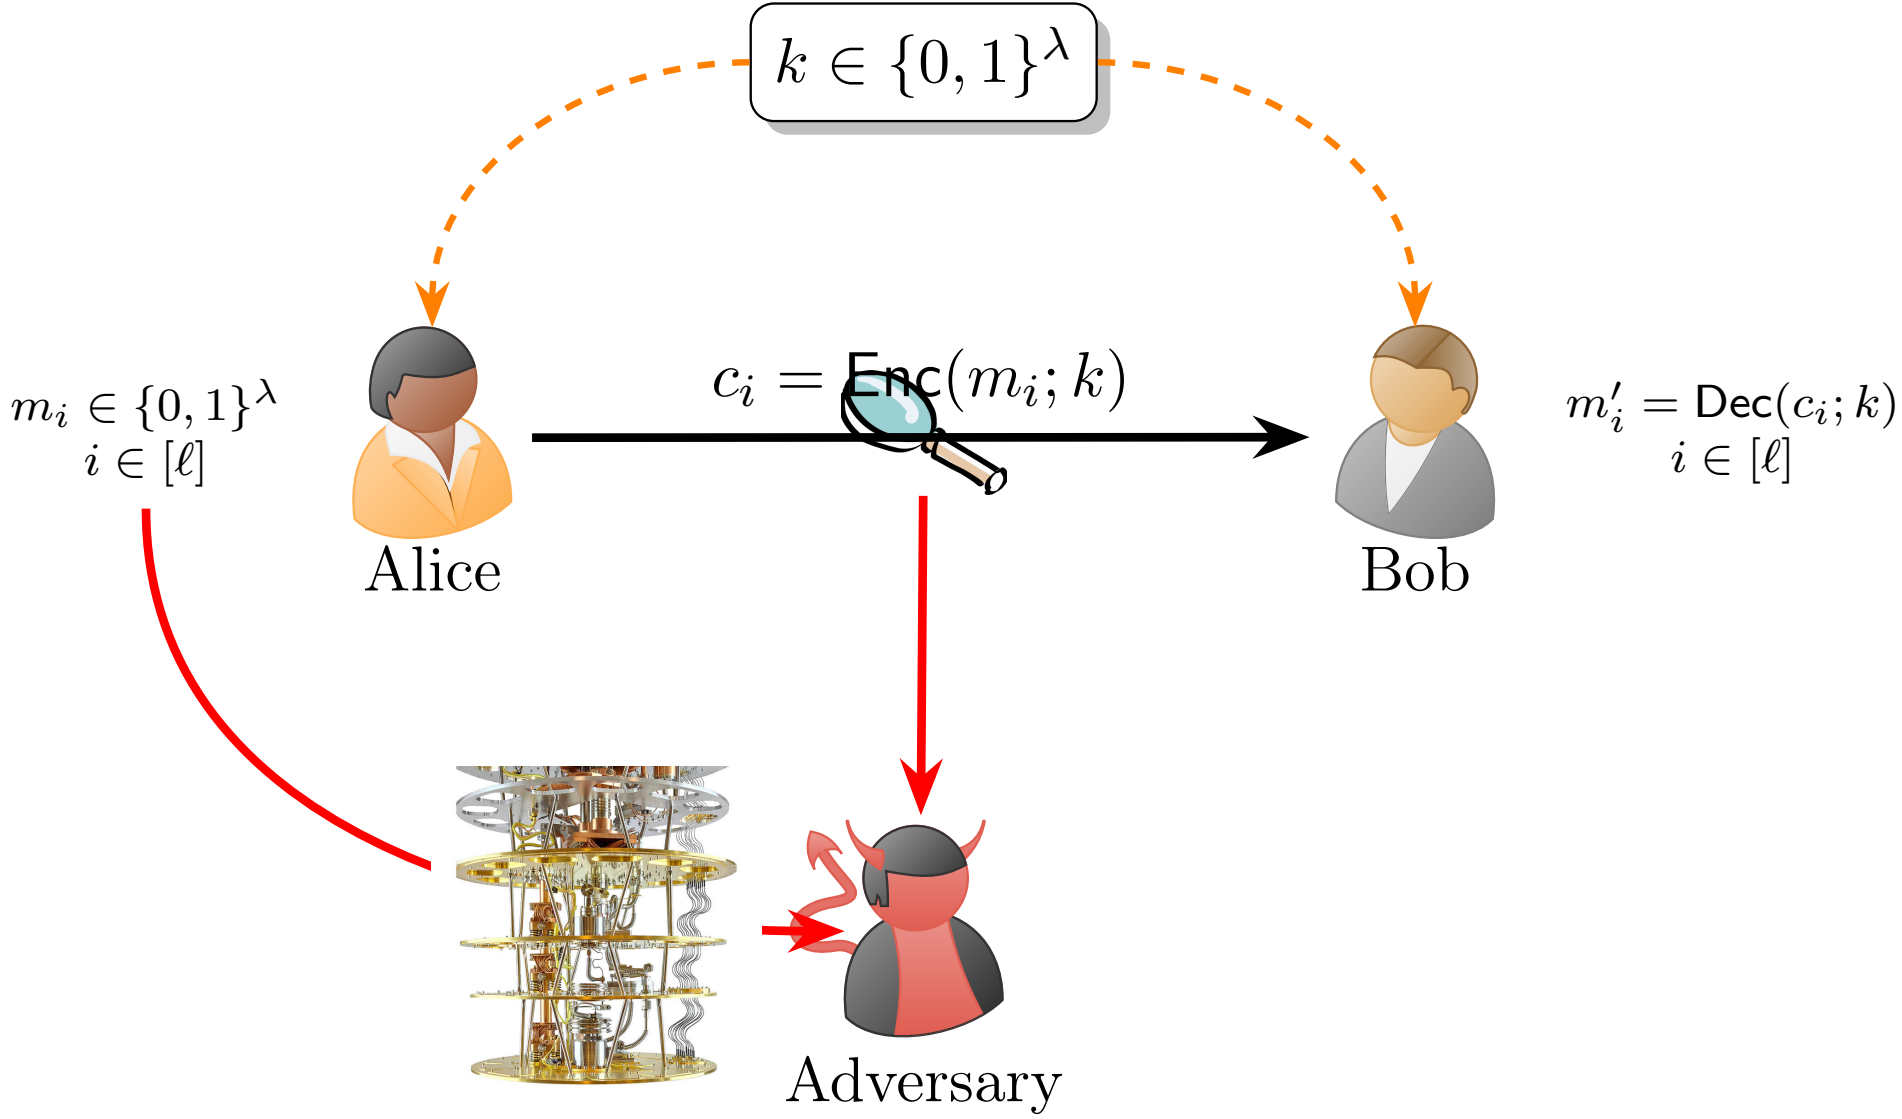 k ∈ {0, 1}^λ
c_i = Enc(m_i; k)
m_i ∈ {0, 1}^λ
i ∈ [ℓ]
m′_i = Dec(c_i; k)
i ∈ [ℓ]
Alice
Bob
Adversary